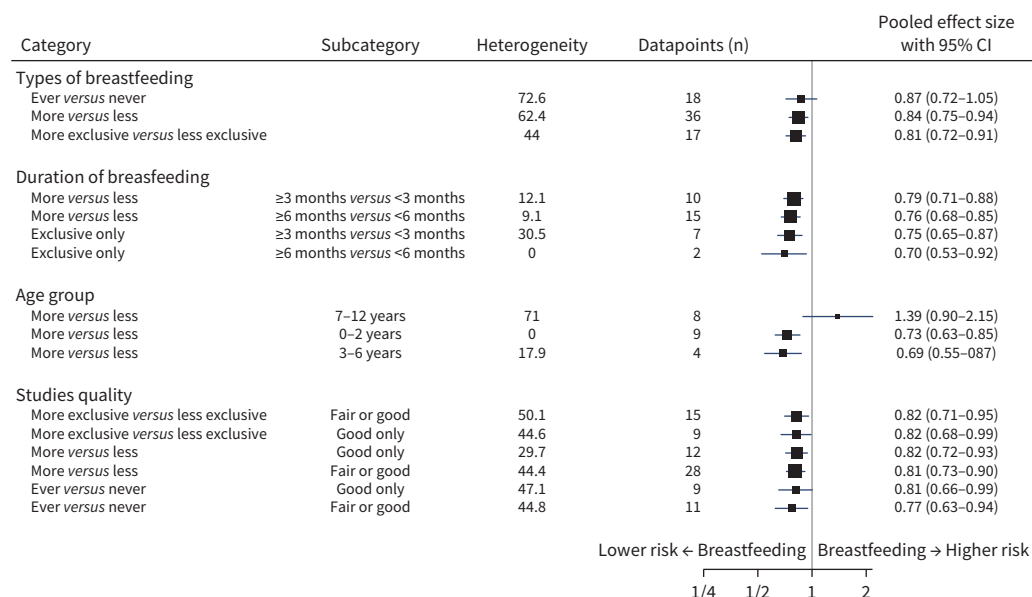 Category Subcategory Heterogeneity Datapoints (n) Pooled effect size with 95% CI
Types of breastfeeding
Ever versus never 72.6 18 0.87 (0.72–1.05)
More versus less 62.4 36 0.84 (0.75–0.94)
More exclusive versus less exclusive 44 17 0.81 (0.72–0.91)
Duration of breasfeeding
More versus less ≥3 months versus <3 months 12.1 10 0.79 (0.71–0.88)
More versus less ≥6 months versus <6 months 9.1 15 0.76 (0.68–0.85)
Exclusive only ≥3 months versus <3 months 30.5 7 0.75 (0.65–0.87)
Exclusive only ≥6 months versus <6 months 0 2 0.70 (0.53–0.92)
Age group
More versus less 7–12 years 71 8 1.39 (0.90–2.15)
More versus less 0–2 years 0 9 0.73 (0.63–0.85)
More versus less 3–6 years 17.9 4 0.69 (0.55–087)
Studies quality
More exclusive versus less exclusive Fair or good 50.1 15 0.82 (0.71–0.95)
More exclusive versus less exclusive Good only 44.6 9 0.82 (0.68–0.99)
More versus less Good only 29.7 12 0.82 (0.72–0.93)
More versus less Fair or good 44.4 28 0.81 (0.73–0.90)
Ever versus never Good only 47.1 9 0.81 (0.66–0.99)
Ever versus never Fair or good 44.8 11 0.77 (0.63–0.94)
Lower risk ← Breastfeeding Breastfeeding → Higher risk
1/4 1/2 1 2